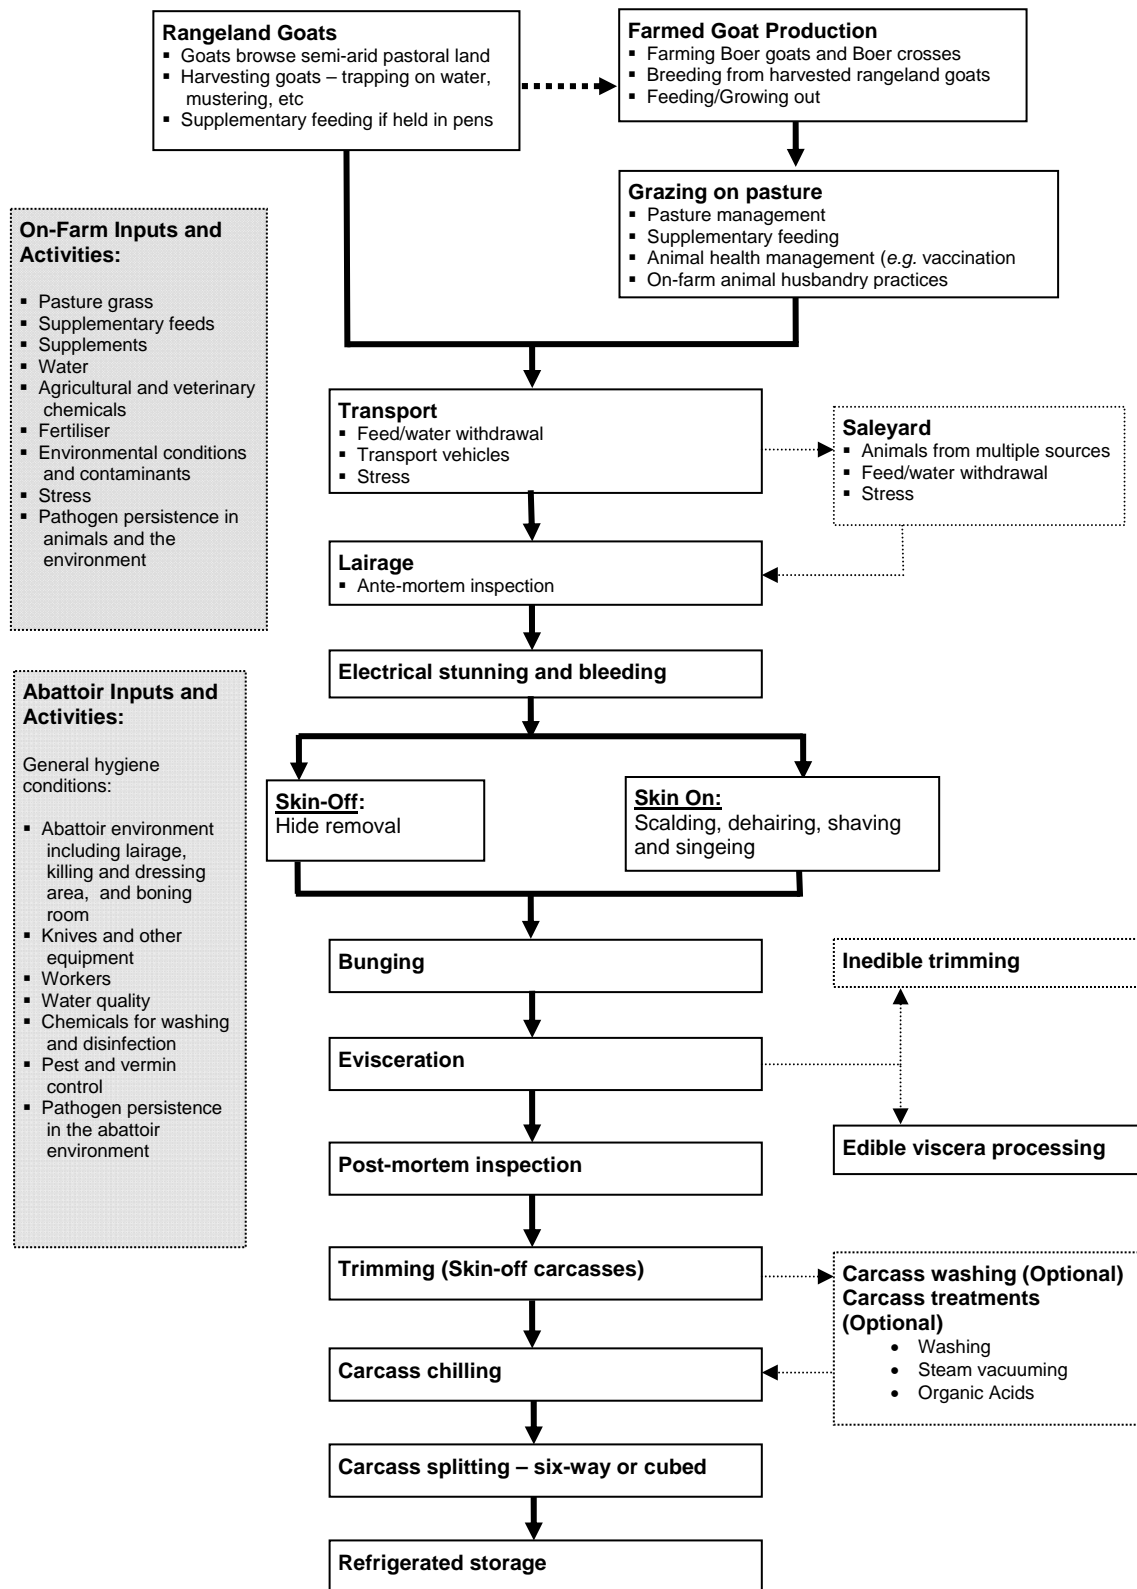 Rangeland Goats
▪ Goats browse semi-arid pastoral land
▪ Harvesting goats – trapping on water,
mustering, etc
▪ Supplementary feeding if held in pens
Farmed Goat Production
▪ Farming Boer goats and Boer crosses
▪ Breeding from harvested rangeland goats
▪ Feeding/Growing out
Grazing on pasture
▪ Pasture management
▪ Supplementary feeding
▪ Animal health management (e.g. vaccination
▪ On-farm animal husbandry practices
On-Farm Inputs and
Activities:
▪ Pasture grass
▪ Supplementary feeds
▪ Supplements
▪ Water
▪ Agricultural and veterinary
chemicals
▪ Fertiliser
▪ Environmental conditions
and contaminants
▪ Stress
▪ Pathogen persistence in
animals and the
environment
Transport
▪ Feed/water withdrawal
▪ Transport vehicles
▪ Stress
Saleyard
▪ Animals from multiple sources
▪ Feed/water withdrawal
▪ Stress
Lairage
▪ Ante-mortem inspection
Electrical stunning and bleeding
Abattoir Inputs and
Activities:
General hygiene
conditions:
▪ Abattoir environment
including lairage,
killing and dressing
area, and boning
room
▪ Knives and other
equipment
▪ Workers
▪ Water quality
▪ Chemicals for washing
and disinfection
▪ Pest and vermin
control
▪ Pathogen persistence
in the abattoir
environment
Skin-Off:
Hide removal
Skin On:
Scalding, dehairing, shaving
and singeing
Bunging
Inedible trimming
Evisceration
Edible viscera processing
Post-mortem inspection
Trimming (Skin-off carcasses)
Carcass washing (Optional)
Carcass treatments
(Optional)
• Washing
• Steam vacuuming
• Organic Acids
Carcass chilling
Carcass splitting – six-way or cubed
Refrigerated storage